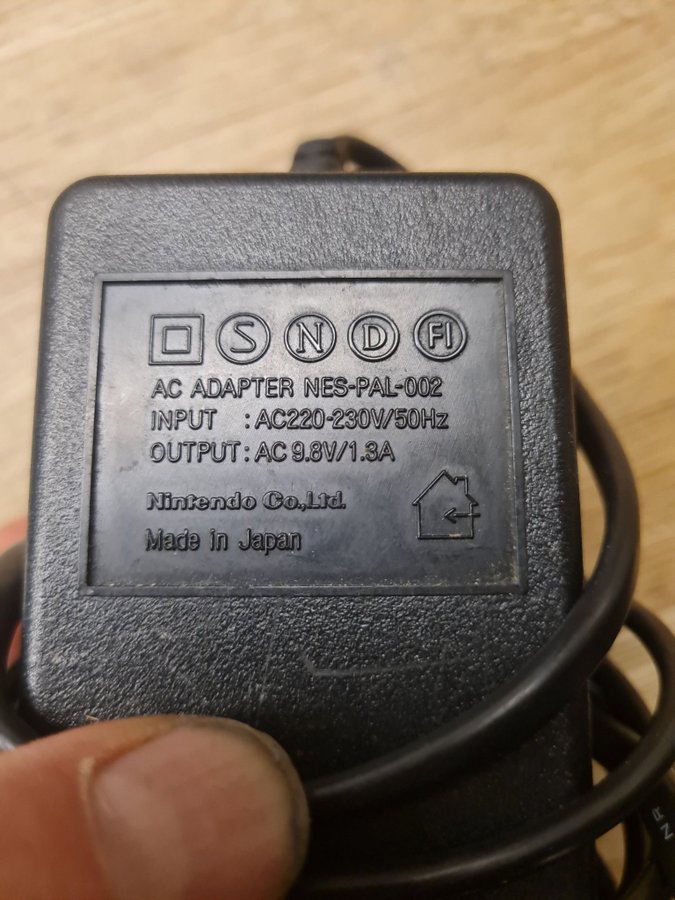 S N D FI
AC ADAPTER NES-PAL-002
INPUT : AC220-230V/50Hz
OUTPUT : AC 9.8V/1.3A
Nintendo Co.,Ltd.
Made in Japan